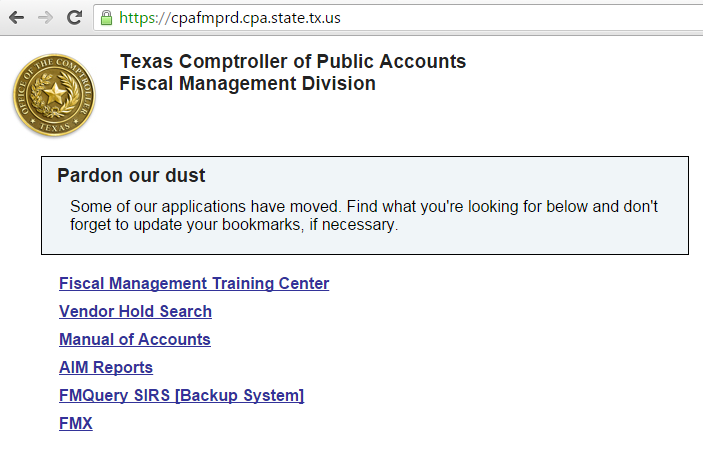 https://cpafmprd.cpa.state.tx.us
Texas Comptroller of Public Accounts
Fiscal Management Division
OFFICE OF THE COMPTROLLER
TEXAS
Pardon our dust
Some of our applications have moved. Find what you're looking for below and don't
forget to update your bookmarks, if necessary.
Fiscal Management Training Center
Vendor Hold Search
Manual of Accounts
AIM Reports
FMQuery SIRS [Backup System]
FMX